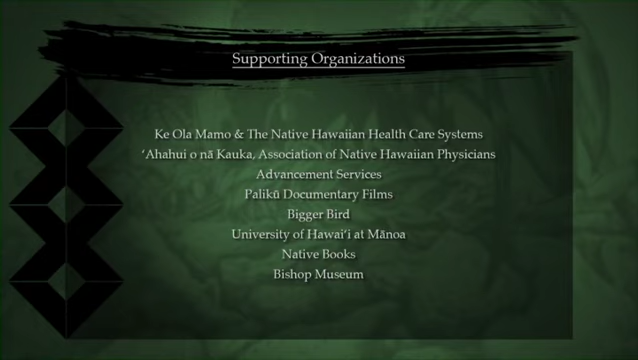 Supporting Organizations
Ke Ola Mamo & The Native Hawaiian Health Care Systems
ʻAhahui o nā Kauka, Association of Native Hawaiian Physicians
Advancement Services
Palikū Documentary Films
Bigger Bird
University of Hawaiʻi at Mānoa
Native Books
Bishop Museum